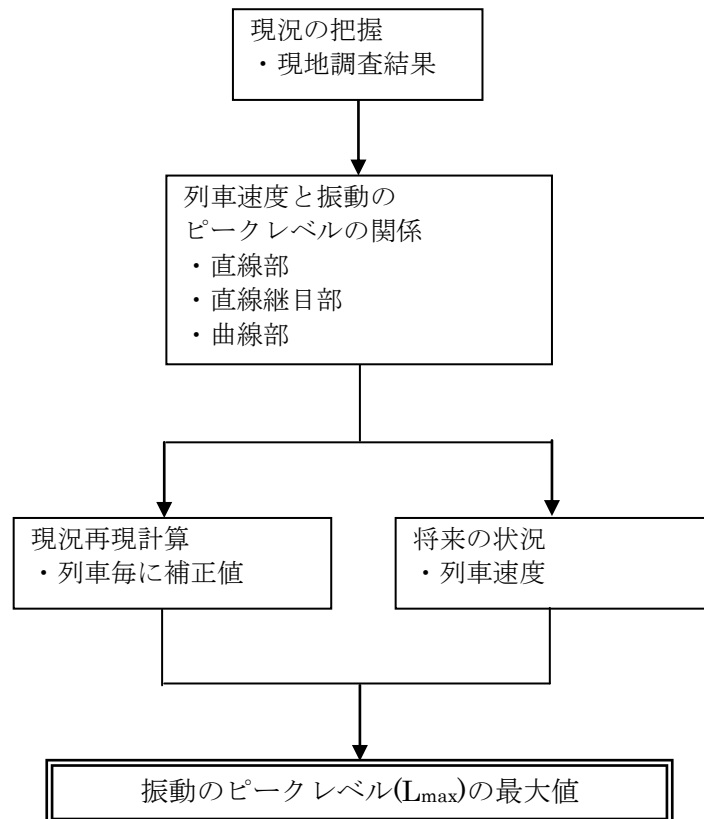 現況の把握
・現地調査結果
列車速度と振動の
ピークレベルの関係
・直線部
・直線継目部
・曲線部
現況再現計算
・列車毎に補正値
将来の状況
・列車速度
振動のピークレベル(Lmax)の最大値